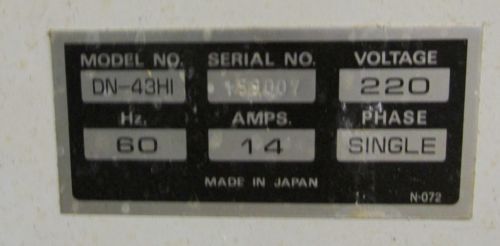 MODEL NO. SERIAL NO. VOLTAGE
DN-43HI 220
Hz. AMPS. PHASE
60 14 SINGLE
MADE IN JAPAN
N-072